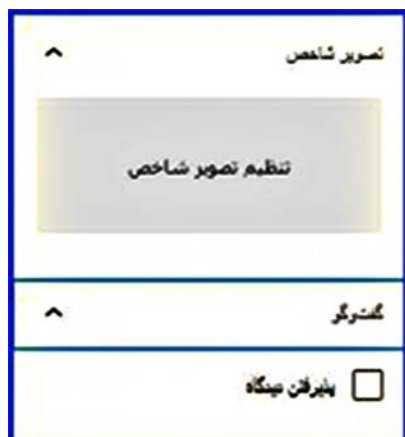 تصویر شاخص
تنظیم تصویر شاخص
گفت‌وگو
پذیرفتن دیدگاه